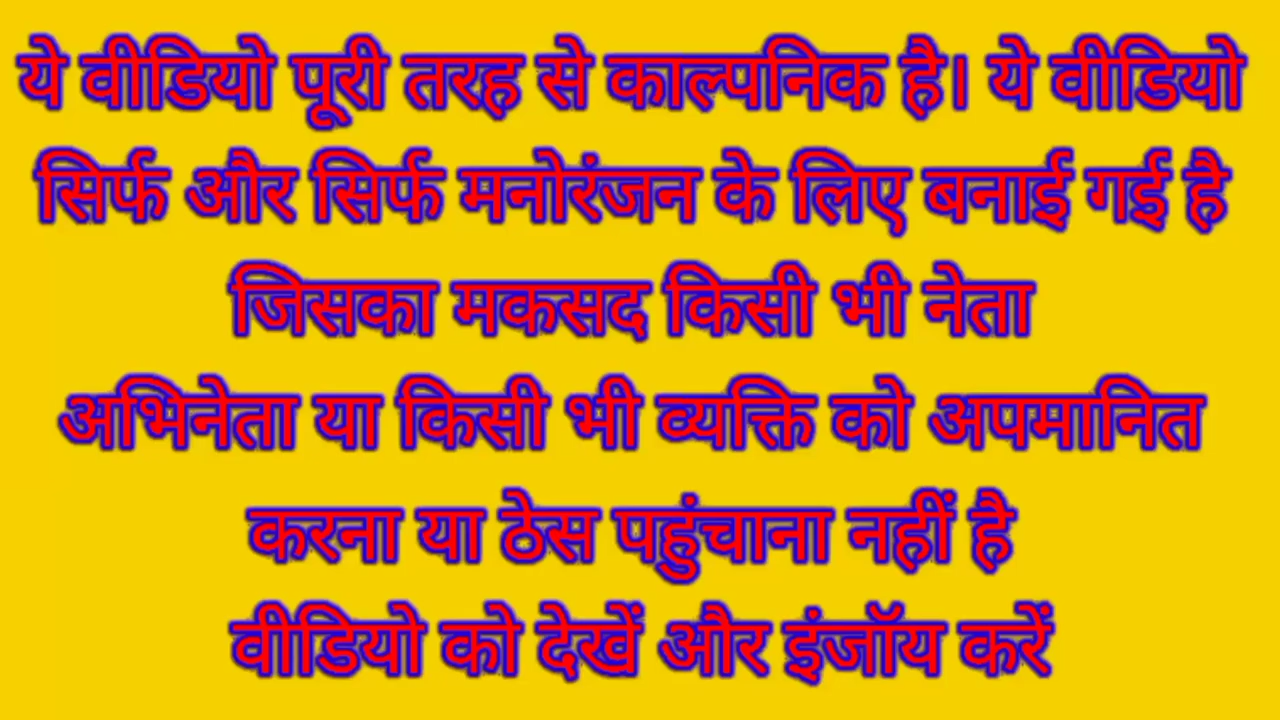 ये वीडियो पूरी तरह से काल्पनिक है। ये वीडियो
सिर्फ और सिर्फ मनोरंजन के लिए बनाई गई है
जिसका मकसद किसी भी नेता
अभिनेता या किसी भी व्यक्ति को अपमानित
करना या ठेस पहुंचाना नहीं है
वीडियो को देखें और इंजॉय करें